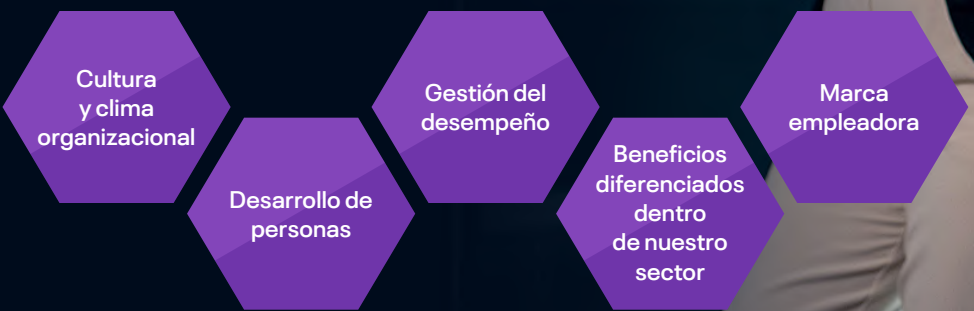 Cultura
y clima
organizacional
Desarrollo de
personas
Gestión del
desempeño
Beneficios
diferenciados
dentro
de nuestro
sector
Marca
empleadora